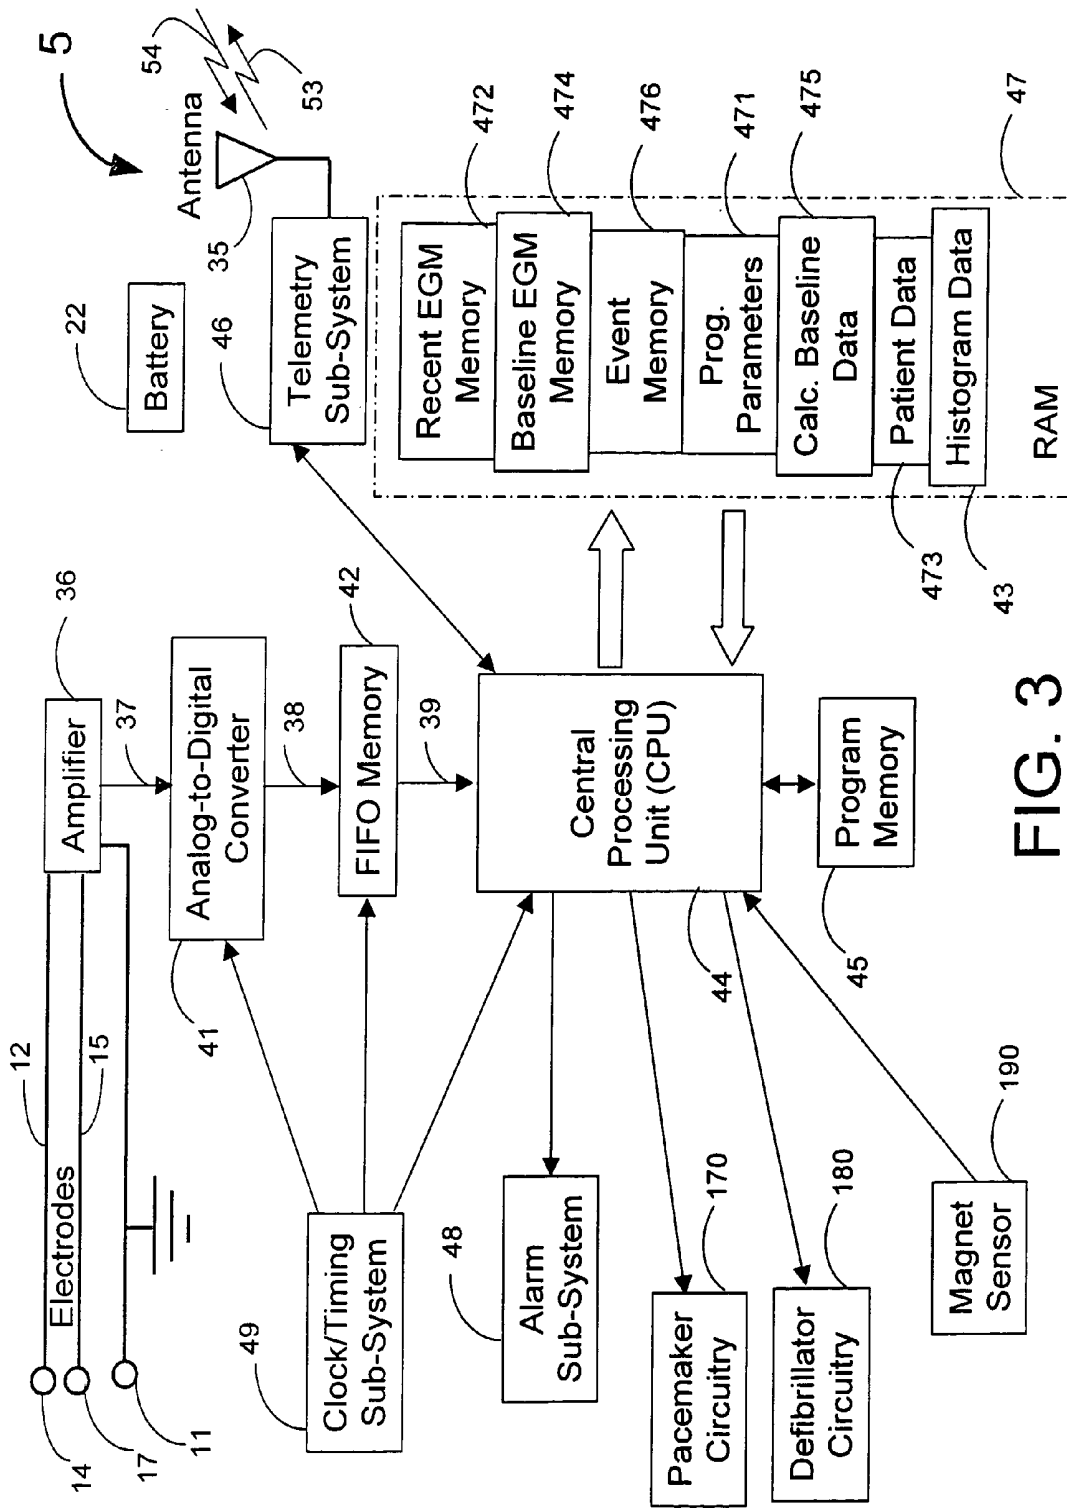 5
54
53
Antenna
35
22
Battery
46
Telemetry
Sub-System
36
Amplifier
37
12
15
Electrodes
14
17
11
Analog-to-Digital
Converter
41
38
42
FIFO Memory
39
49
Clock/Timing
Sub-System
Central
Processing
Unit (CPU)
44
48
Alarm
Sub-System
170
Pacemaker
Circuitry
180
Defibrillator
Circuitry
190
Magnet
Sensor
45
Program
Memory
472
Recent EGM
Memory
474
Baseline EGM
Memory
476
Event
Memory
471
Prog.
Parameters
475
Calc. Baseline
Data
473
Patient Data
43
Histogram Data
47
RAM
FIG. 3